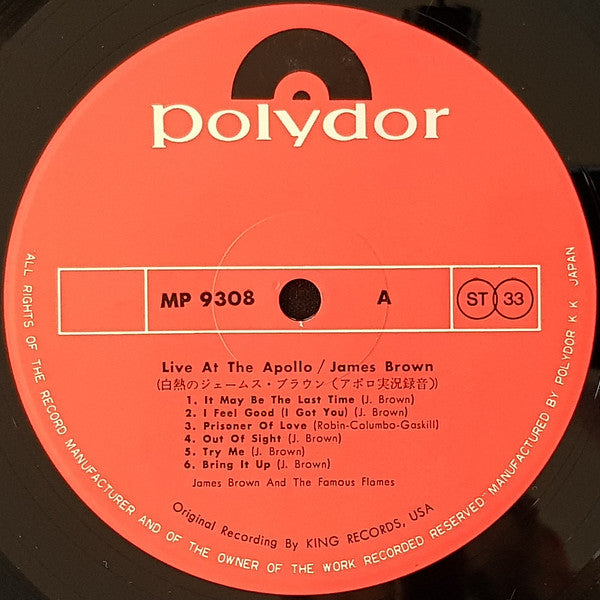 polydor
MP 9308 A ST 33
Live At The Apollo / James Brown
(白熱のジェームス・ブラウン〈アポロ実況録音〉)
1. It May Be The Last Time (J. Brown)
2. I Feel Good (I Got You) (J. Brown)
3. Prisoner Of Love (Robin-Columbo-Gaskill)
4. Out Of Sight (J. Brown)
5. Try Me (J. Brown)
6. Bring It Up (J. Brown)
James Brown And The Famous Flames
Original Recording By KING RECORDS, USA
"ALL RIGHTS OF THE RECORD MANUFACTURER AND OF THE OWNER OF THE WORK RECORDED RESERVED" MANUFACTURED BY POLYDOR K K JAPAN